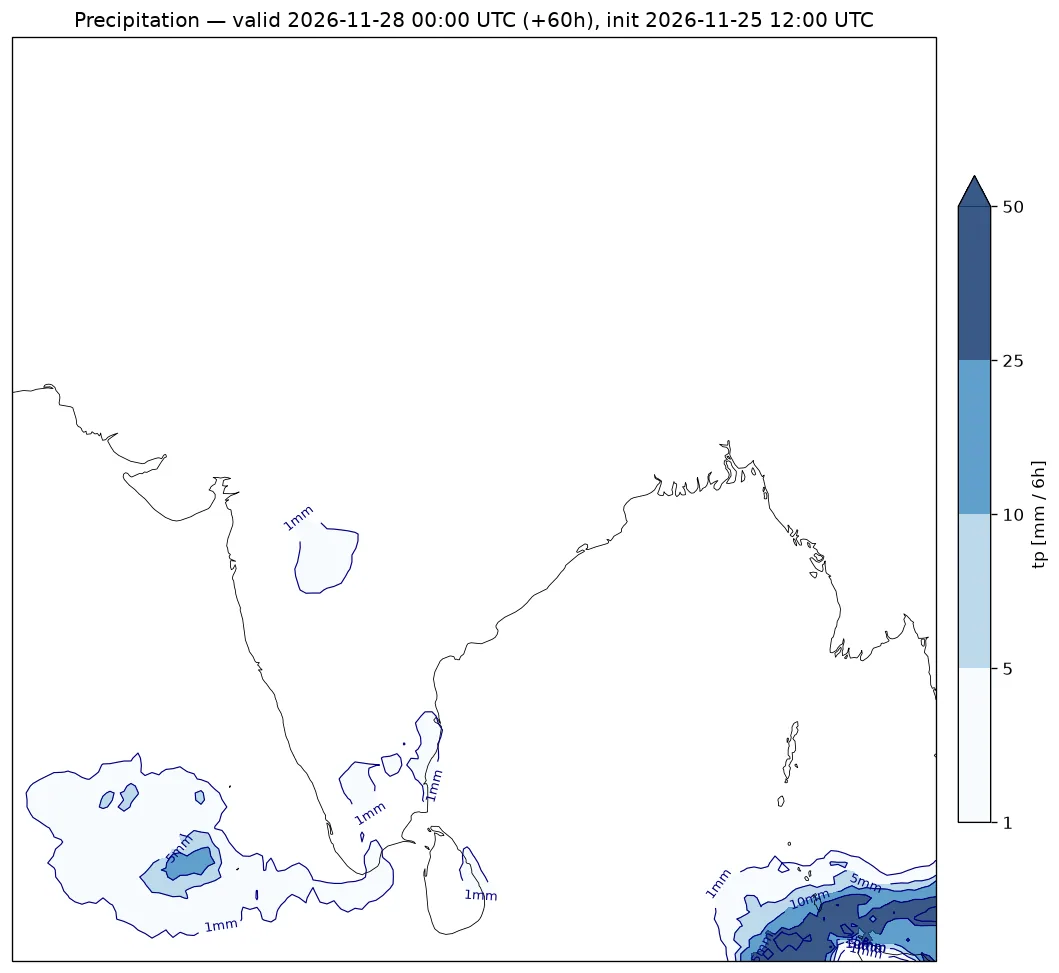 Precipitation — valid 2026-11-28 00:00 UTC (+60h), init 2026-11-25 12:00 UTC
50
25
10
5
1
tp [mm / 6h]
1mm
1mm
1mm
5mm
1mm
1mm
1mm
5mm
10mm